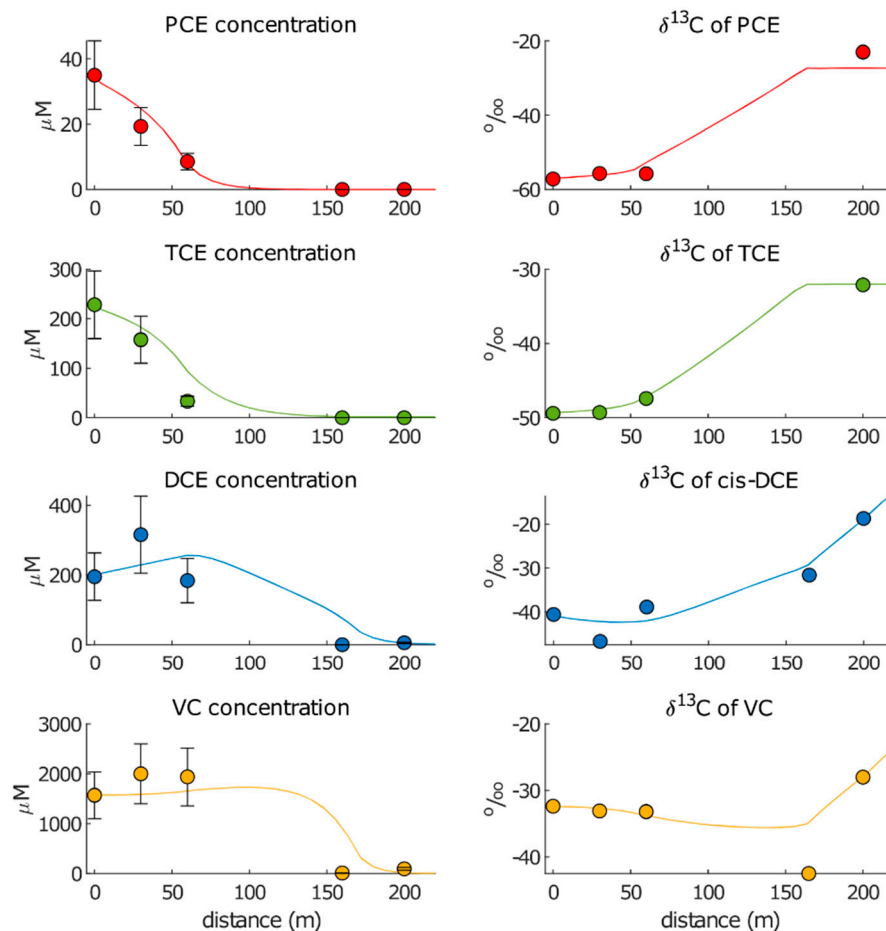 PCE concentration
μM
40
20
0
0 50 100 150 200
δ¹³C of PCE
º/ₒₒ
-20
-40
-60
0 50 100 150 200
TCE concentration
μM
300
200
100
0
0 50 100 150 200
δ¹³C of TCE
º/ₒₒ
-30
-40
-50
0 50 100 150 200
DCE concentration
μM
400
200
0
0 50 100 150 200
δ¹³C of cis-DCE
º/ₒₒ
-20
-30
-40
0 50 100 150 200
VC concentration
μM
3000
2000
1000
0
0 50 100 150 200
distance (m)
δ¹³C of VC
º/ₒₒ
-20
-30
-40
0 50 100 150 200
distance (m)